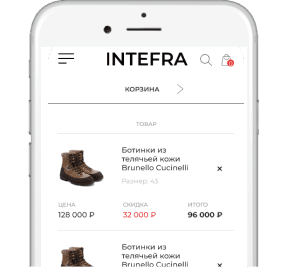 INTEFRA
КОРЗИНА
ТОВАР
Ботинки из
телячьей кожи
Brunello Cucinelli
Размер: 43
ЦЕНА СКИДКА ИТОГО
128 000 ₽ 32 000 ₽ 96 000 ₽
Ботинки из
телячьей кожи
Brunello Cucinelli